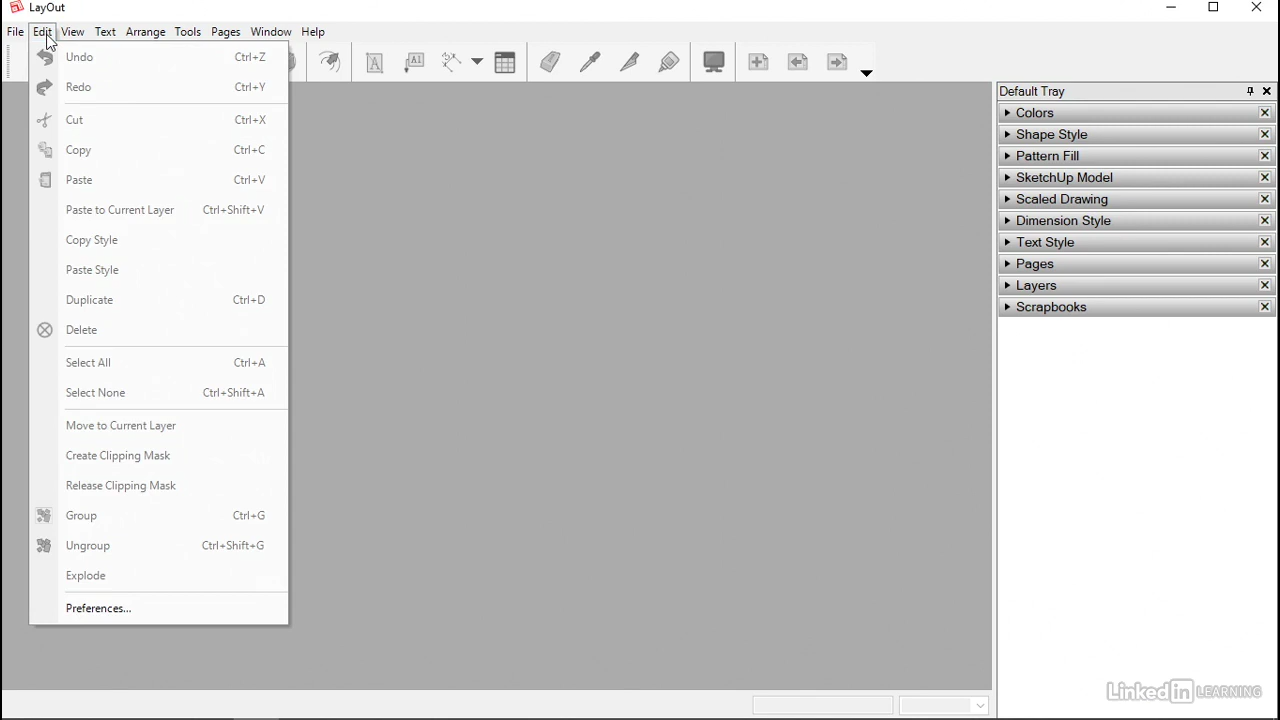 LayOut
File Edit View Text Arrange Tools Pages Window Help
Undo Ctrl+Z
Redo Ctrl+Y
Cut Ctrl+X
Copy Ctrl+C
Paste Ctrl+V
Paste to Current Layer Ctrl+Shift+V
Copy Style
Paste Style
Duplicate Ctrl+D
Delete
Select All Ctrl+A
Select None Ctrl+Shift+A
Move to Current Layer
Create Clipping Mask
Release Clipping Mask
Group Ctrl+G
Ungroup Ctrl+Shift+G
Explode
Preferences...
Default Tray
Colors
Shape Style
Pattern Fill
SketchUp Model
Scaled Drawing
Dimension Style
Text Style
Pages
Layers
Scrapbooks
LinkedIn LEARNING